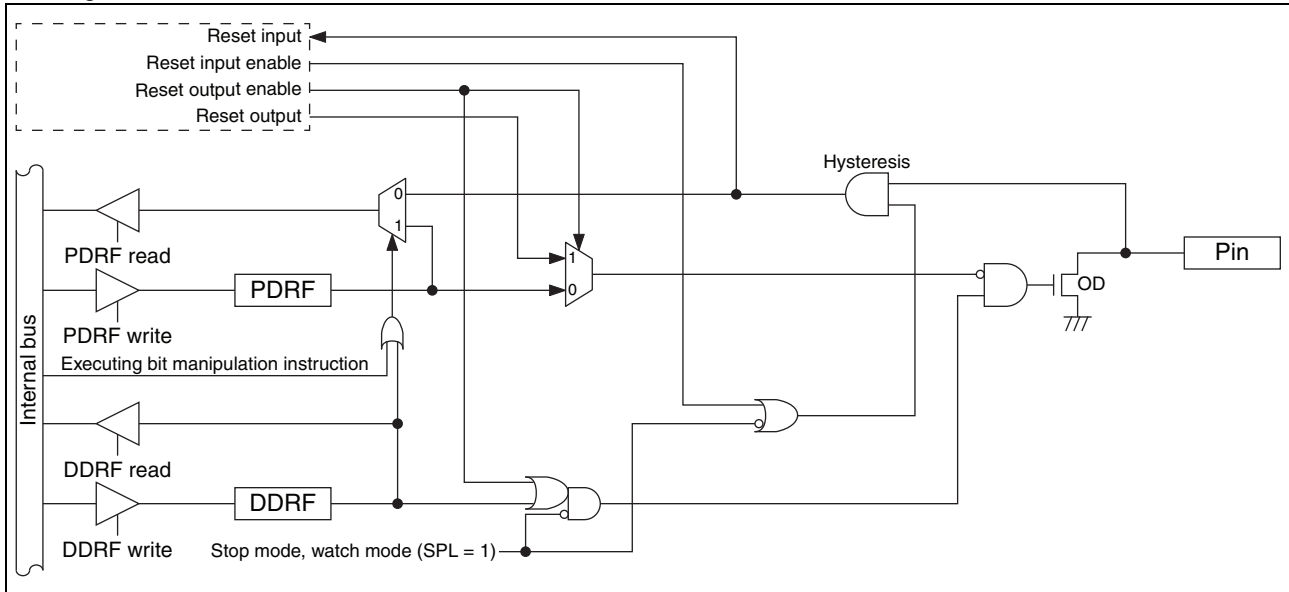 Reset input
Reset input enable
Reset output enable
Reset output
Hysteresis
0
1
PDRF read
1
Pin
PDRF
0
OD
PDRF write
Executing bit manipulation instruction
Internal bus
DDRF read
DDRF
DDRF write
Stop mode, watch mode (SPL = 1)